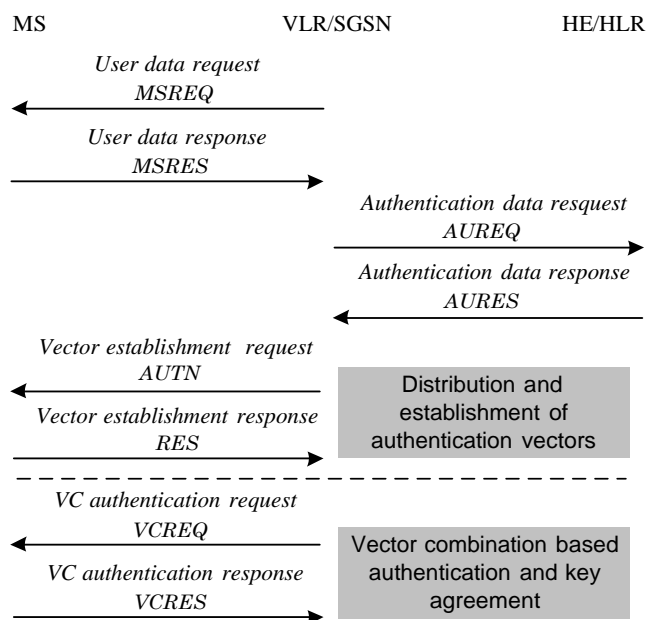 MS VLR/SGSN HE/HLR
User data request
MSREQ
User data response
MSRES
Authentication data resquest
AUREQ
Authentication data response
AURES
Vector establishment request
AUTN
Vector establishment response
RES
Distribution and
establishment of
authentication vectors
VC authentication request
VCREQ
VC authentication response
VCRES
Vector combination based
authentication and key
agreement